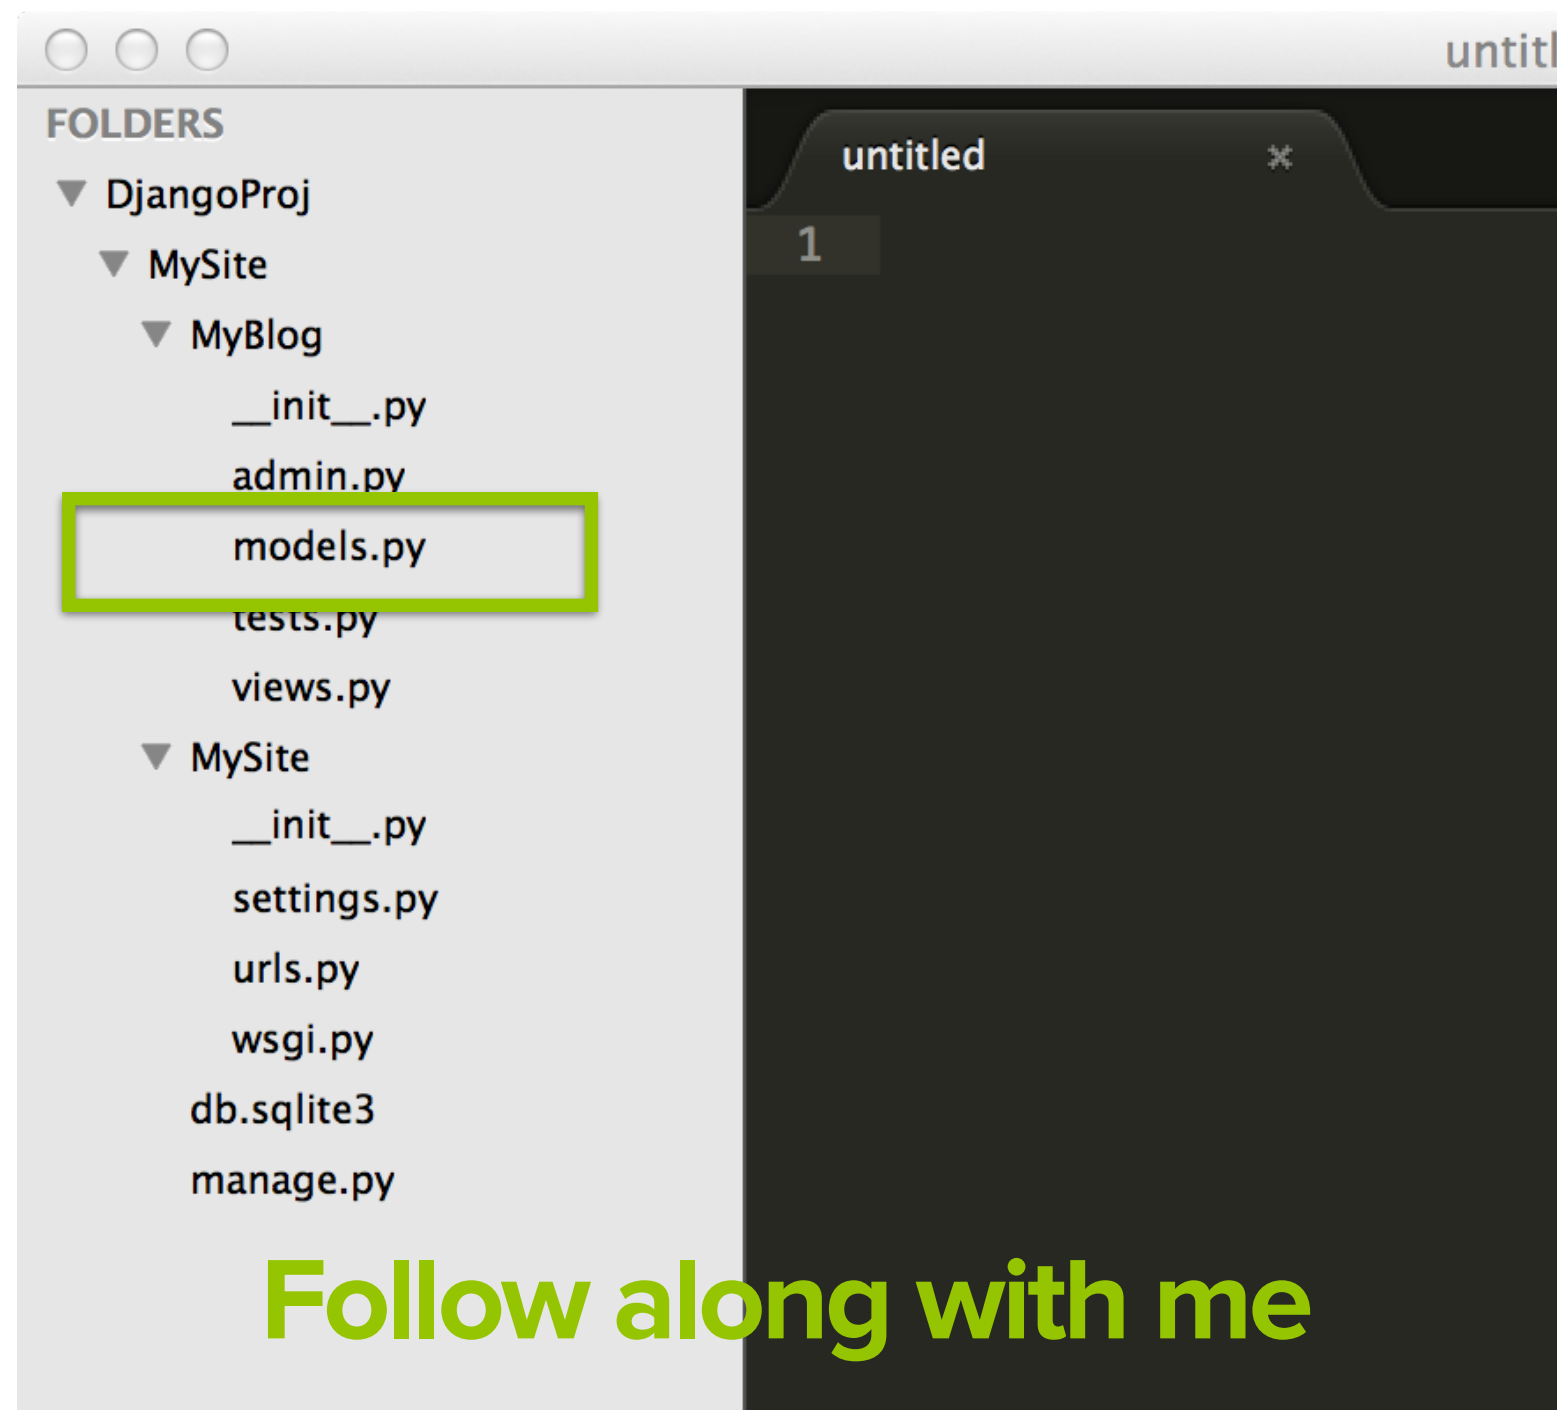 untitl
FOLDERS
DjangoProj
MySite
MyBlog
__init__.py
admin.py
models.py
tests.py
views.py
MySite
__init__.py
settings.py
urls.py
wsgi.py
db.sqlite3
manage.py
untitled
1
Follow along with me